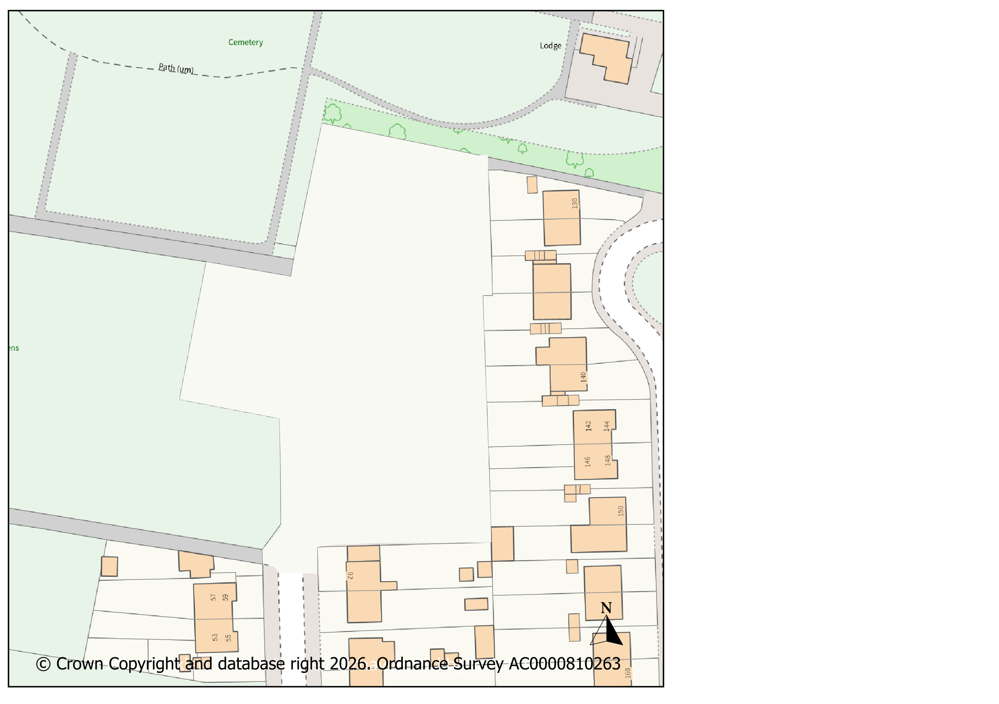 Cemetery
Lodge
Path (um)
130
ens
140
142 144
146 148
150
92
57 59
53 55
N
© Crown Copyright and database right 2026. Ordnance Survey AC0000810263
160